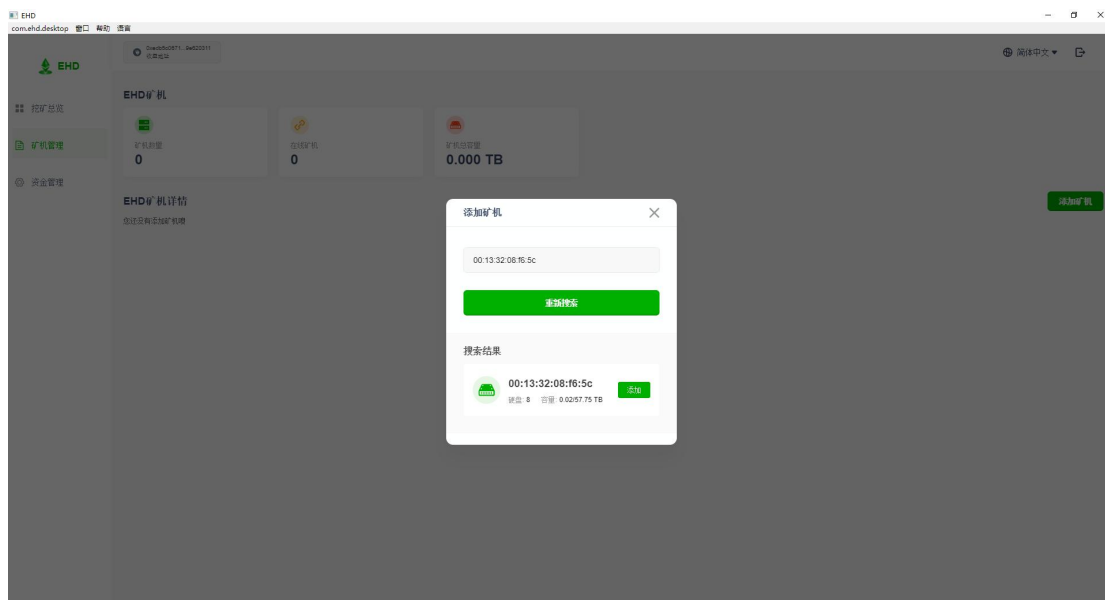 EHD
com.ehd.desktop 窗口 帮助 语言
EHD
简体中文
挖矿总览
矿机管理
资金管理
EHD矿机
矿机数量
0
在线矿机
0
矿机总容量
0.000 TB
EHD矿机详情
添加矿机
您还没有添加矿机噢
添加矿机
00:13:32:08:f6:5c
重新搜索
搜索结果
00:13:32:08:f6:5c
硬盘: 8 容量: 0.02/57.75 TB
添加